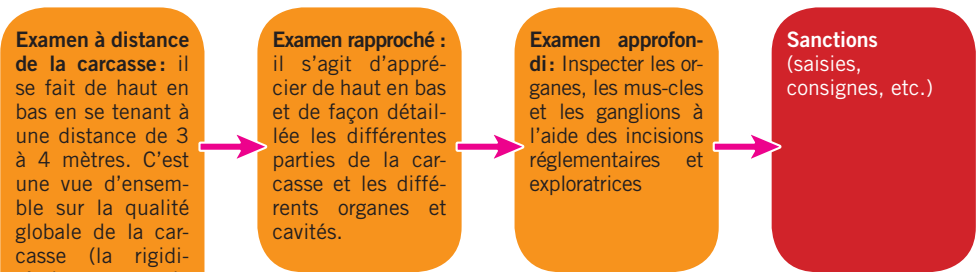 Examen à distance
de la carcasse : il
se fait de haut en
bas en se tenant à
une distance de 3
à 4 mètres. C'est
une vue d'ensem-
ble sur la qualité
globale de la car-
casse (la rigidi-
Examen rapproché :
il s'agit d'appré-
cier de haut en bas
et de façon détail-
lée les différentes
parties de la car-
casse et les diffé-
rents organes et
cavités.
Examen approfon-
di : Inspecter les or-
ganes, les mus-cles
et les ganglions à
l'aide des incisions
réglementaires et
exploratrices
Sanctions
(saisies,
consignes, etc.)